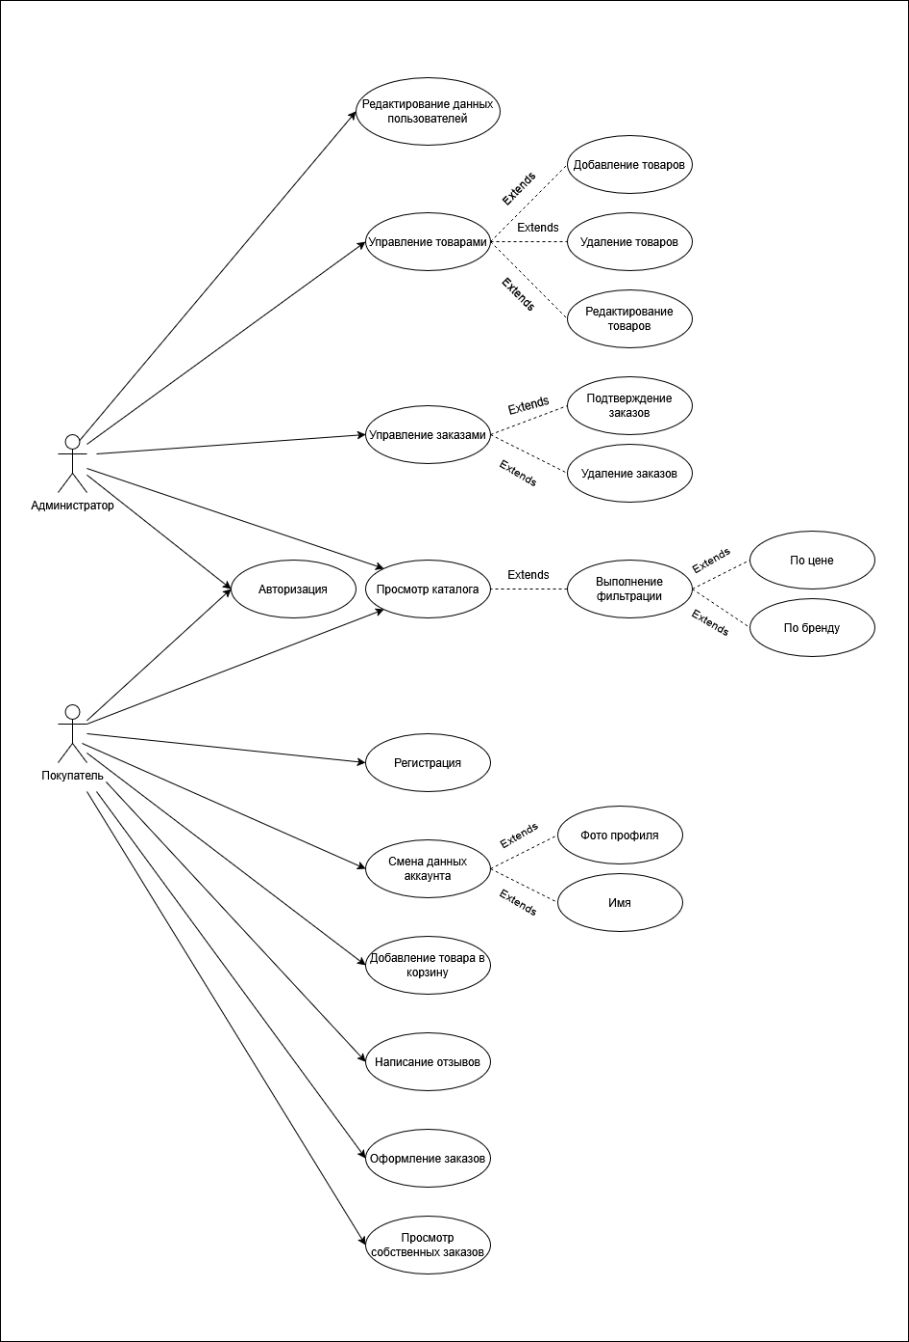 Редактирование данных
пользователей
Extends
Добавление товаров
Управление товарами
Extends
Удаление товаров
Extends
Редактирование
товаров
Администратор
Управление заказами
Extends
Подтверждение
заказов
Extends
Удаление заказов
Авторизация
Просмотр каталога
Extends
Выполнение
фильтрации
Extends
По цене
Extends
По бренду
Покупатель
Регистрация
Смена данных
аккаунта
Extends
Фото профиля
Extends
Имя
Добавление товара в
корзину
Написание отзывов
Оформление заказов
Просмотр
собственных заказов